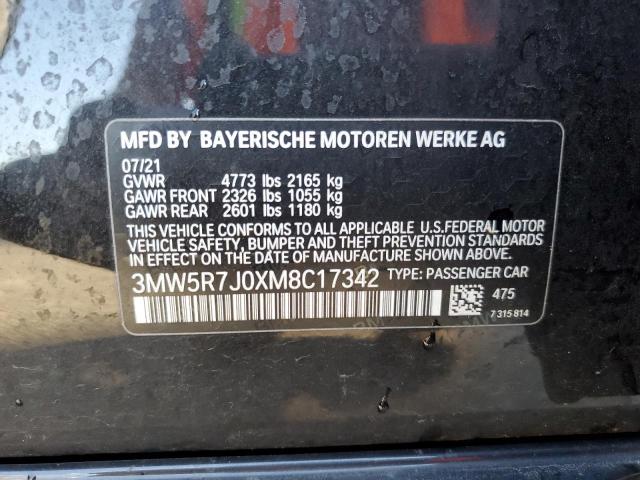 MFD BY BAYERISCHE MOTOREN WERKE AG
07/21
GVWR 4773 lbs 2165 kg
GAWR FRONT 2326 lbs 1055 kg
GAWR REAR 2601 lbs 1180 kg
THIS VEHICLE CONFORMS TO ALL APPLICABLE U.S.FEDERAL MOTOR
VEHICLE SAFETY, BUMPER AND THEFT PREVENTION STANDARDS
IN EFFECT ON THE DATE OF MANUFACTURE SHOWN ABOVE.
3MW5R7J0XM8C17342 TYPE: PASSENGER CAR
475
7 315 814